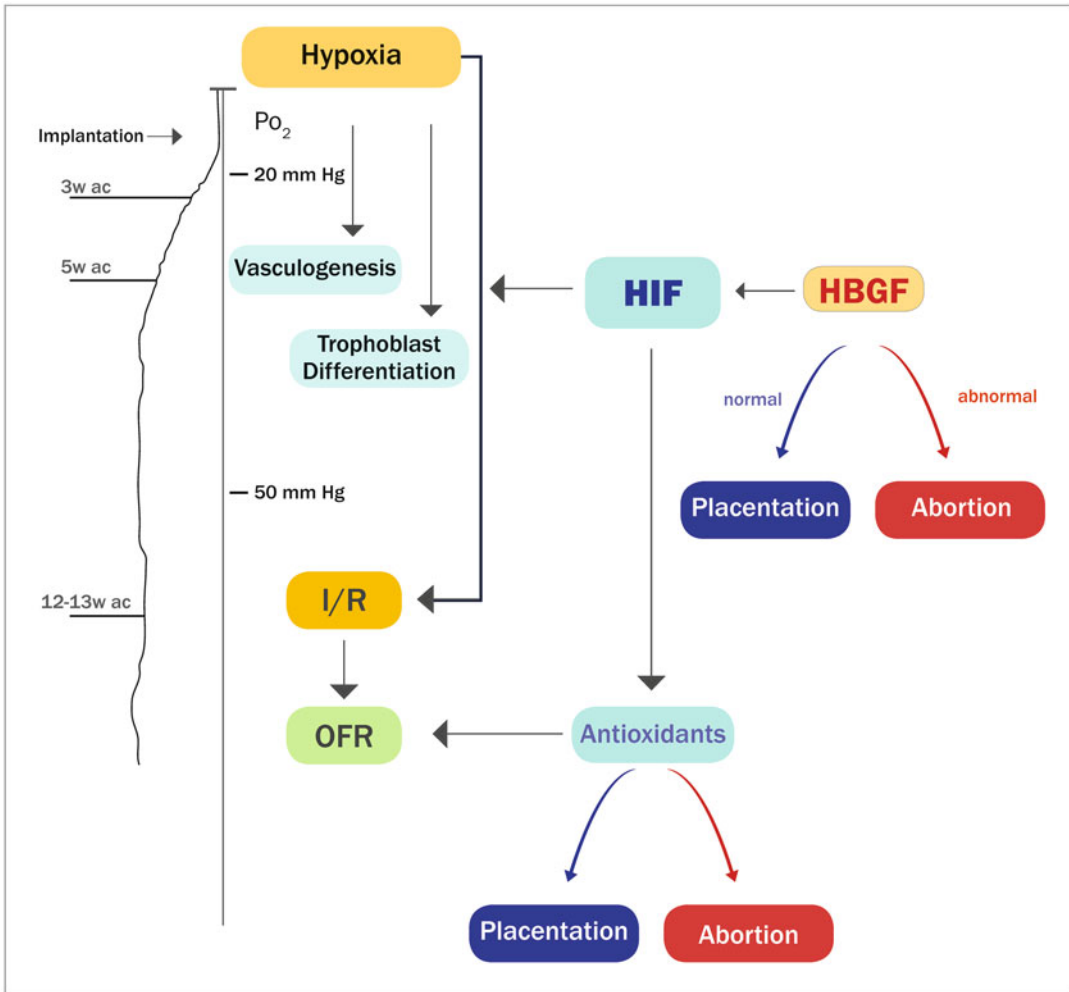 Hypoxia
Po2
Implantation
20 mm Hg
3w ac
5w ac
Vasculogenesis
HIF
HBGF
Trophoblast
Differentiation
normal
abnormal
50 mm Hg
Placentation
Abortion
I/R
12-13w ac
OFR
Antioxidants
Placentation
Abortion